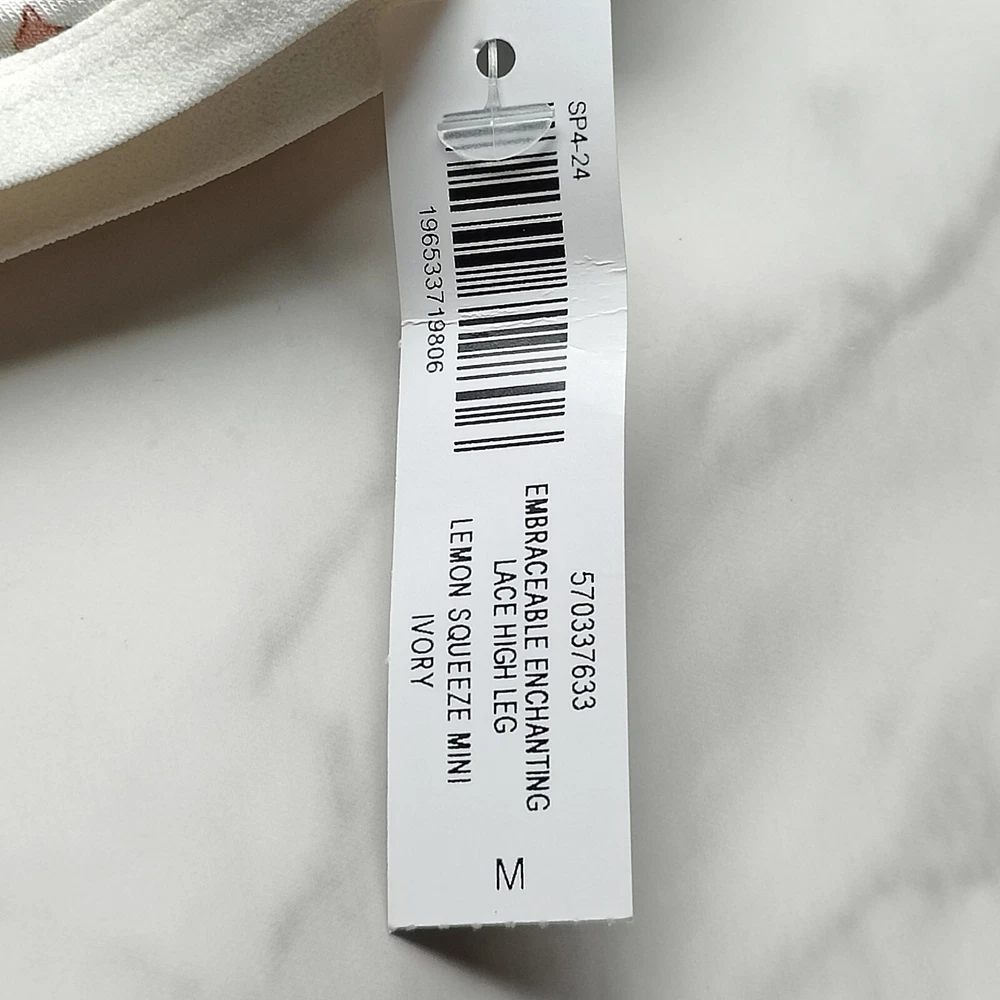 SP4-24
196533719806
570337633
EMBRACEABLE ENCHANTING
LACE HIGH LEG
LEMON SQUEEZE MINI
IVORY
M